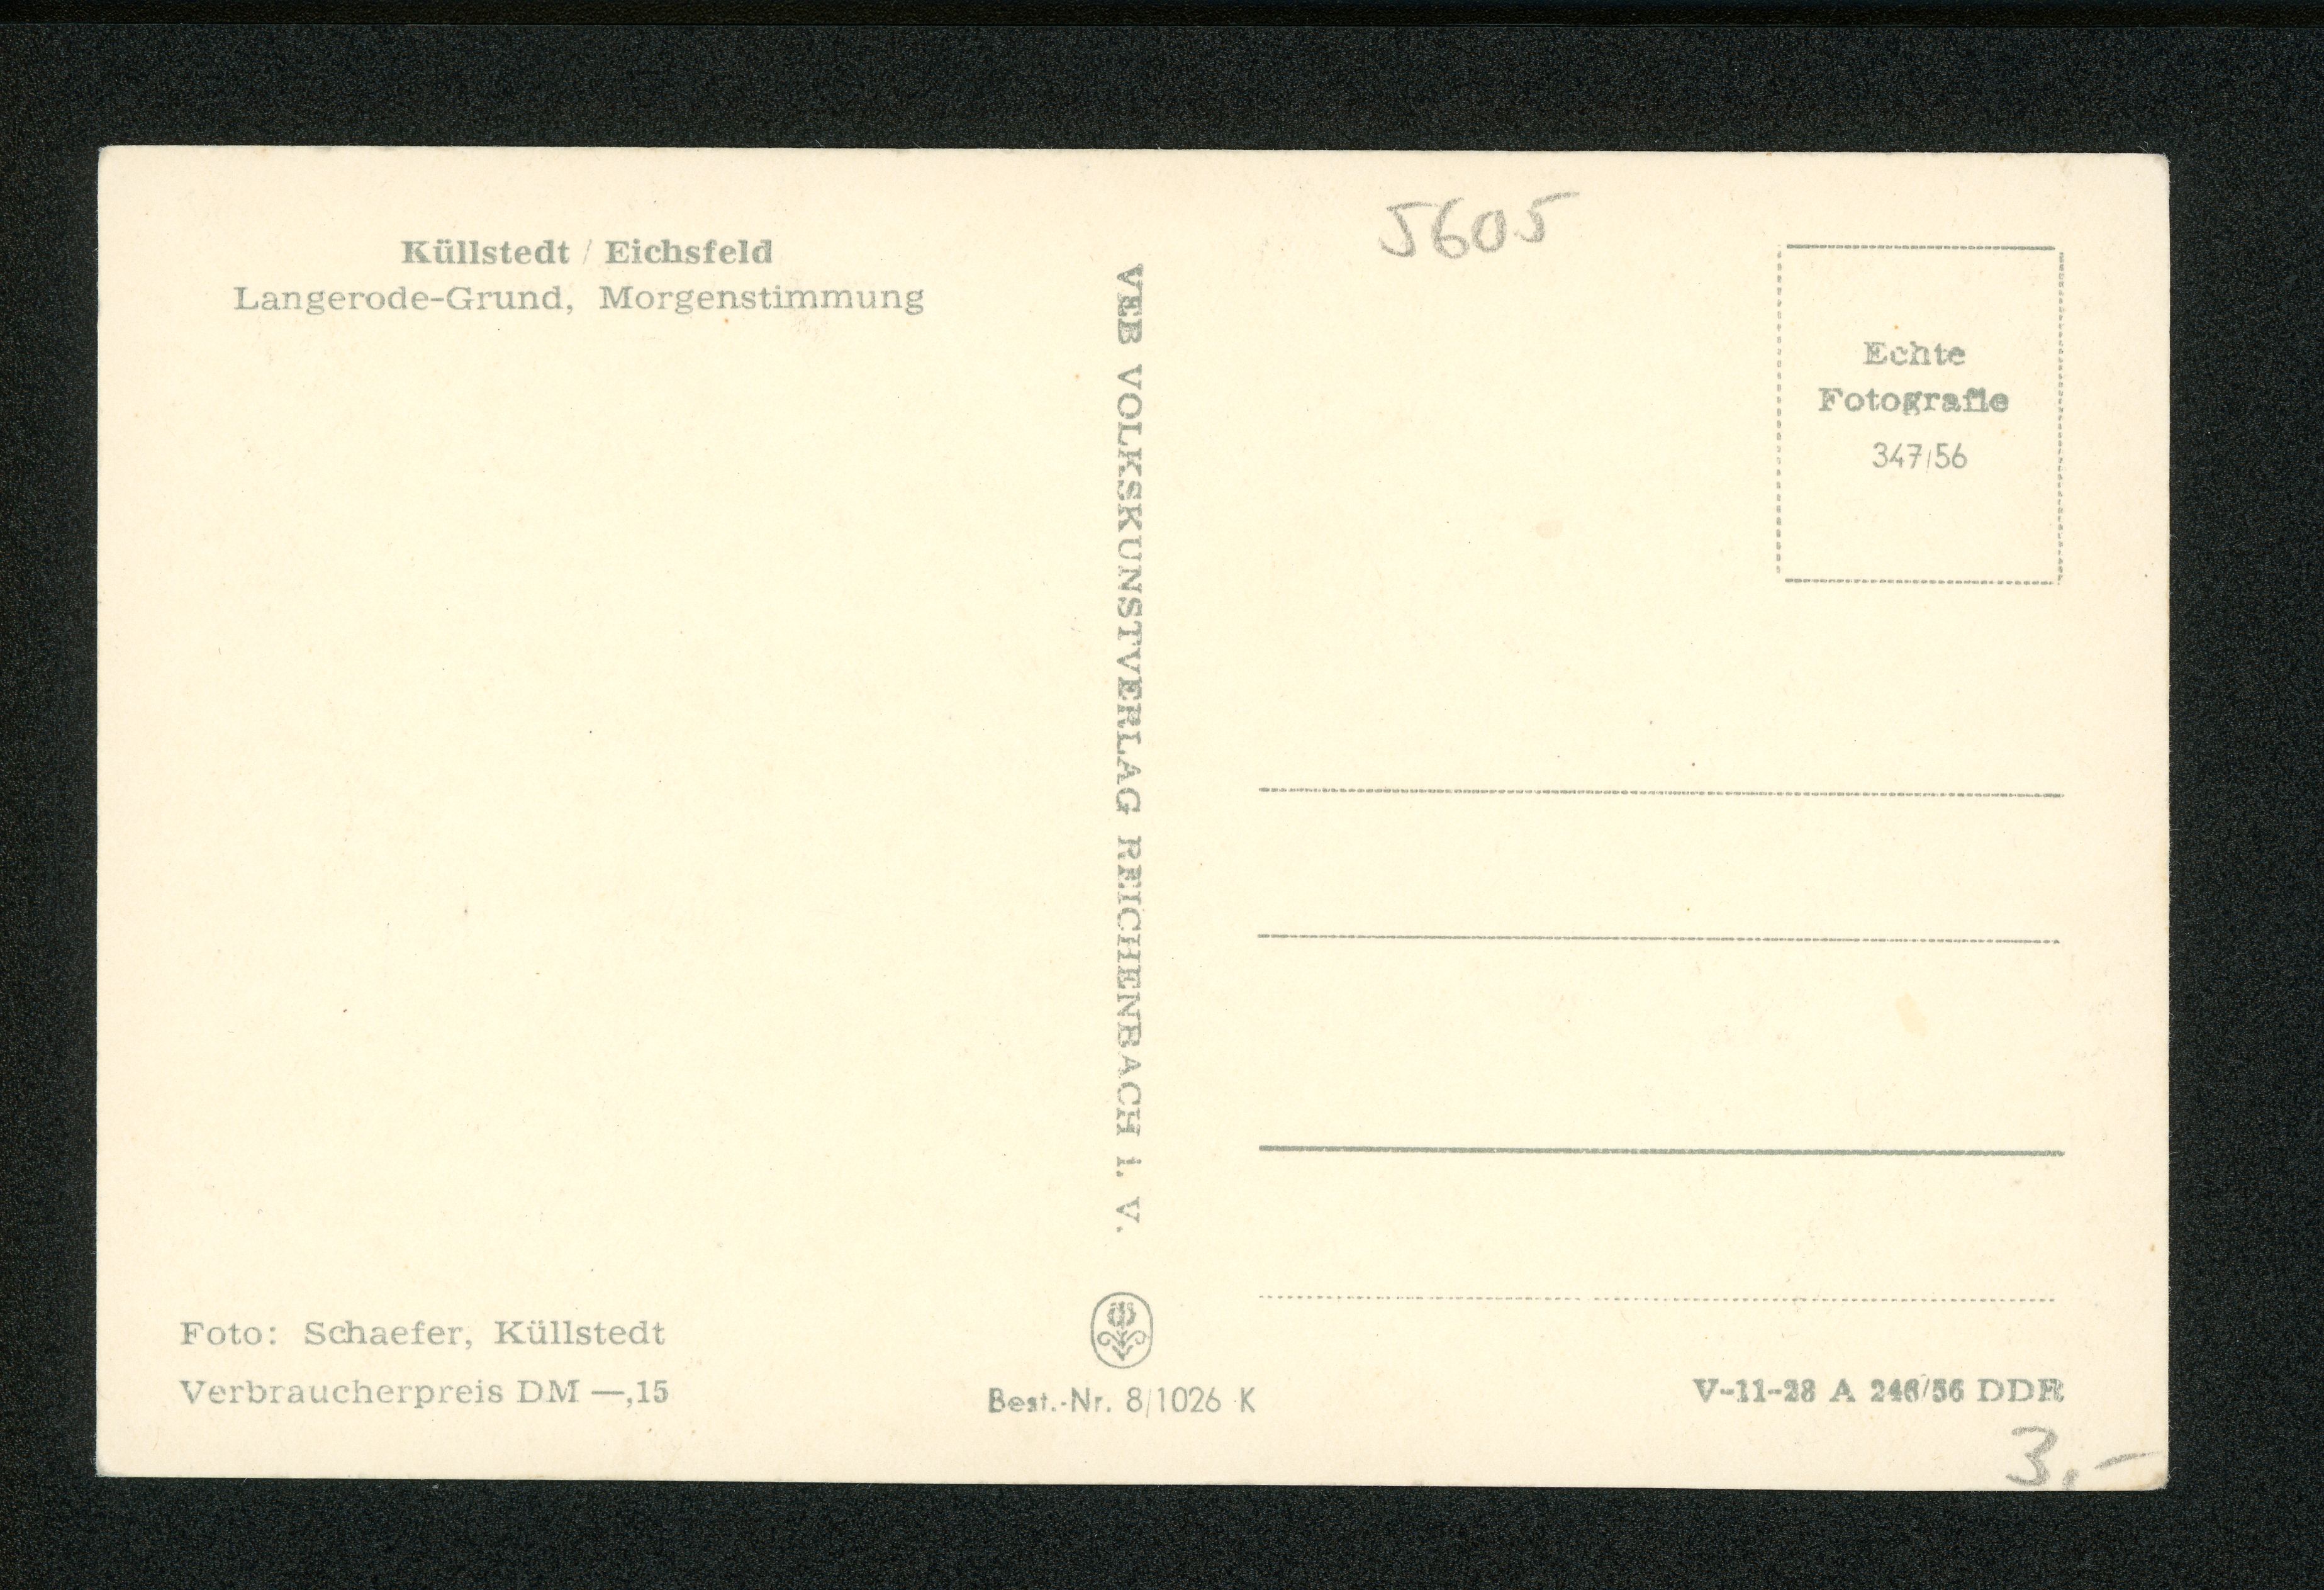 Küllstedt / Eichsfeld
Langerode-Grund, Morgenstimmung
Foto: Schaefer, Küllstedt
Verbraucherpreis DM —,15
VEB VOLKSKUNSTVERLAG REICHENBACH i. V.
Best.-Nr. 8/1026 K
5605
Echte
Fotografie
347/56
V-11-28 A 246/56 DDR
3,-